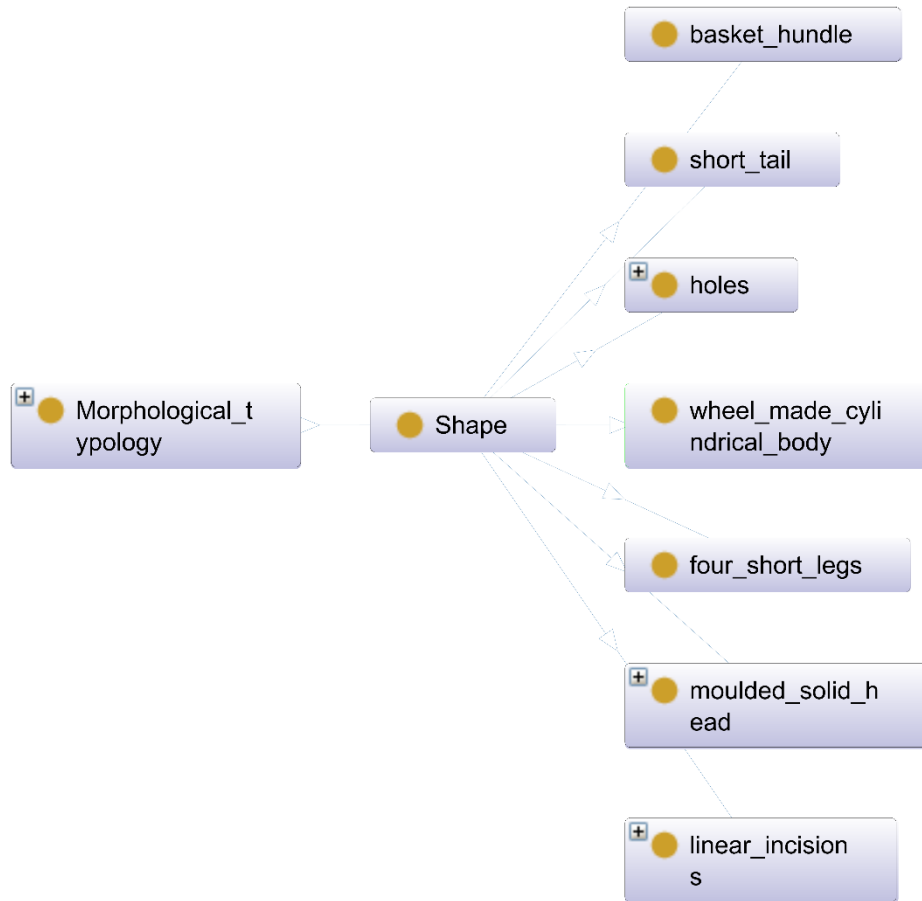 basket_hundle
short_tail
holes
Morphological_t
ypology
Shape
wheel_made_cyli
ndrical_body
four_short_legs
moulded_solid_h
ead
linear_incision
s